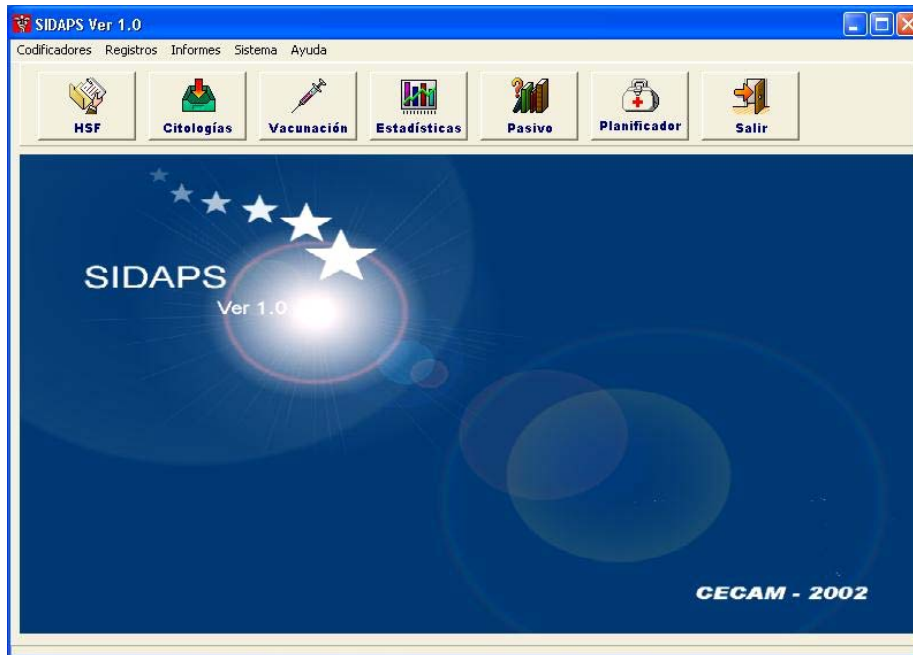 SIDAPS Ver 1.0
Codificadores Registros Informes Sistema Ayuda
HSF Citologías Vacunación Estadísticas Pasivo Planificador Salir
SIDAPS
Ver 1.0
CECAM - 2002